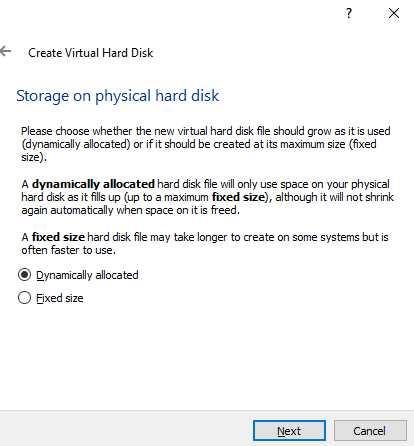 ?
Create Virtual Hard Disk
Storage on physical hard disk
Please choose whether the new virtual hard disk file should grow as it is used
(dynamically allocated) or if it should be created at its maximum size (fixed
size).
A dynamically allocated hard disk file will only use space on your physical
hard disk as it fills up (up to a maximum fixed size), although it will not shrink
again automatically when space on it is freed.
A fixed size hard disk file may take longer to create on some systems but is
often faster to use.
Dynamically allocated
Fixed size
Next
Cancel